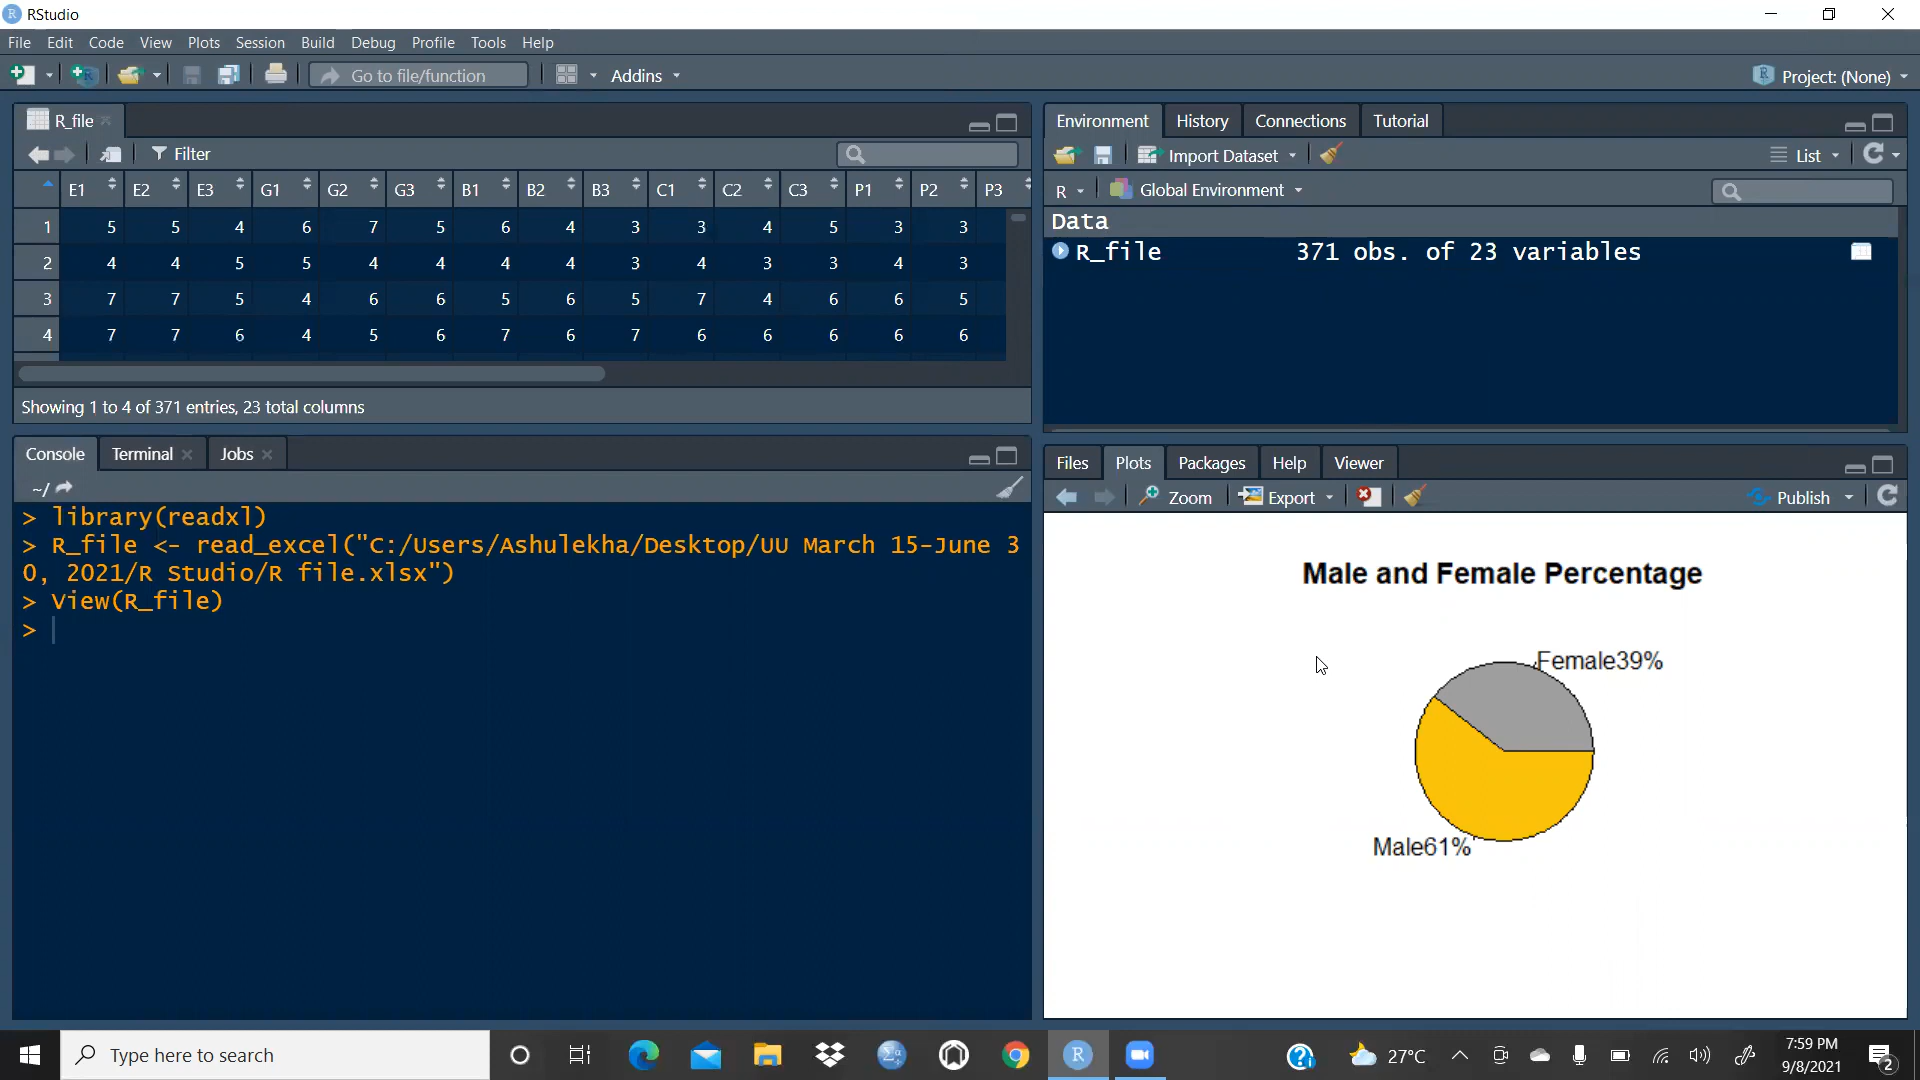 RStudio
File Edit Code View Plots Session Build Debug Profile Tools Help
Go to file/function Addins Project: (None)
R_file
Filter
E1 E2 E3 G1 G2 G3 B1 B2 B3 C1 C2 C3 P1 P2 P3
1 5 5 4 6 7 5 6 4 3 3 4 5 3 3
2 4 4 5 5 4 4 4 4 3 4 3 3 4 3
3 7 7 5 4 6 6 5 6 5 7 4 6 6 5
4 7 7 6 4 5 6 7 6 7 6 6 6 6 6
Showing 1 to 4 of 371 entries, 23 total columns
Console Terminal Jobs
~/
> library(readxl)
> R_file <- read_excel("C:/Users/Ashulekha/Desktop/UU March 15-June 3
0, 2021/R Studio/R file.xlsx")
> View(R_file)
>
Environment History Connections Tutorial
Import Dataset List
R Global Environment
Data
R_file 371 obs. of 23 variables
Files Plots Packages Help Viewer
Zoom Export Publish
Male and Female Percentage
Female39%
Male61%
Type here to search
27°C
7:59 PM
9/8/2021
2